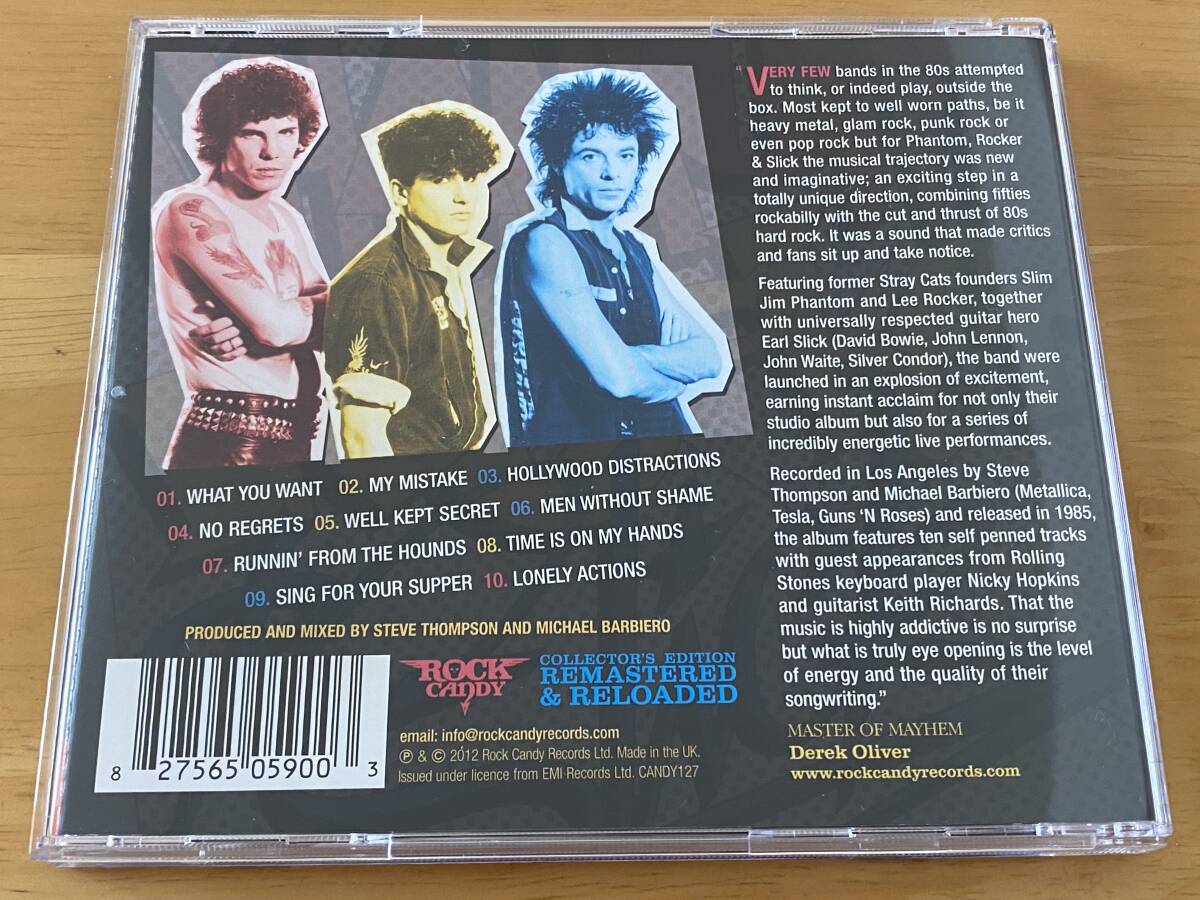 “VERY FEW bands in the 80s attempted
to think, or indeed play, outside the
box. Most kept to well worn paths, be it
heavy metal, glam rock, punk rock or
even pop rock but for Phantom, Rocker
& Slick the musical trajectory was new
and imaginative; an exciting step in a
totally unique direction, combining fifties
rockabilly with the cut and thrust of 80s
hard rock. It was a sound that made critics
and fans sit up and take notice.
Featuring former Stray Cats founders Slim
Jim Phantom and Lee Rocker, together
with universally respected guitar hero
Earl Slick (David Bowie, John Lennon,
John Waite, Silver Condor), the band were
launched in an explosion of excitement,
earning instant acclaim for not only their
studio album but also for a series of
incredibly energetic live performances.
Recorded in Los Angeles by Steve
Thompson and Michael Barbiero (Metallica,
Tesla, Guns ‘N Roses) and released in 1985,
the album features ten self penned tracks
with guest appearances from Rolling
Stones keyboard player Nicky Hopkins
and guitarist Keith Richards. That the
music is highly addictive is no surprise
but what is truly eye opening is the level
of energy and the quality of their
songwriting.”
MASTER OF MAYHEM
Derek Oliver
www.rockcandyrecords.com
01. WHAT YOU WANT 02. MY MISTAKE 03. HOLLYWOOD DISTRACTIONS
04. NO REGRETS 05. WELL KEPT SECRET 06. MEN WITHOUT SHAME
07. RUNNIN’ FROM THE HOUNDS 08. TIME IS ON MY HANDS
09. SING FOR YOUR SUPPER 10. LONELY ACTIONS
PRODUCED AND MIXED BY STEVE THOMPSON AND MICHAEL BARBIERO
ROCK
CANDY
COLLECTOR'S EDITION
REMASTERED
& RELOADED
email: info@rockcandyrecords.com
℗ & © 2012 Rock Candy Records Ltd. Made in the UK.
Issued under licence from EMI Records Ltd. CANDY127
8 27565 05900 3